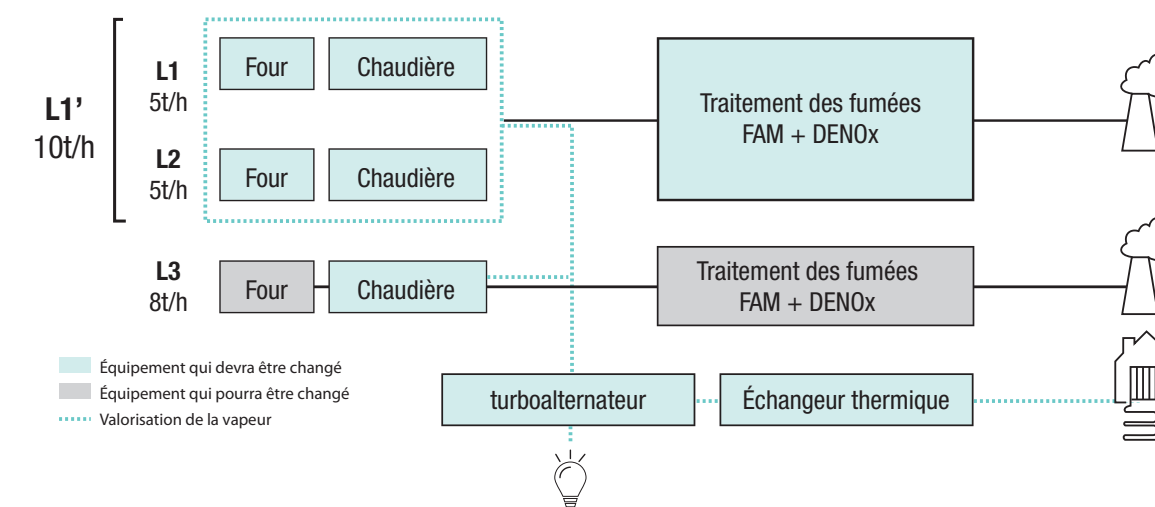 L1'
10t/h
L1
5t/h
Four
Chaudière
L2
5t/h
Four
Chaudière
Traitement des fumées
FAM + DENOx
L3
8t/h
Four
Chaudière
Traitement des fumées
FAM + DENOx
Équipement qui devra être changé
Équipement qui pourra être changé
Valorisation de la vapeur
turboalternateur
Échangeur thermique